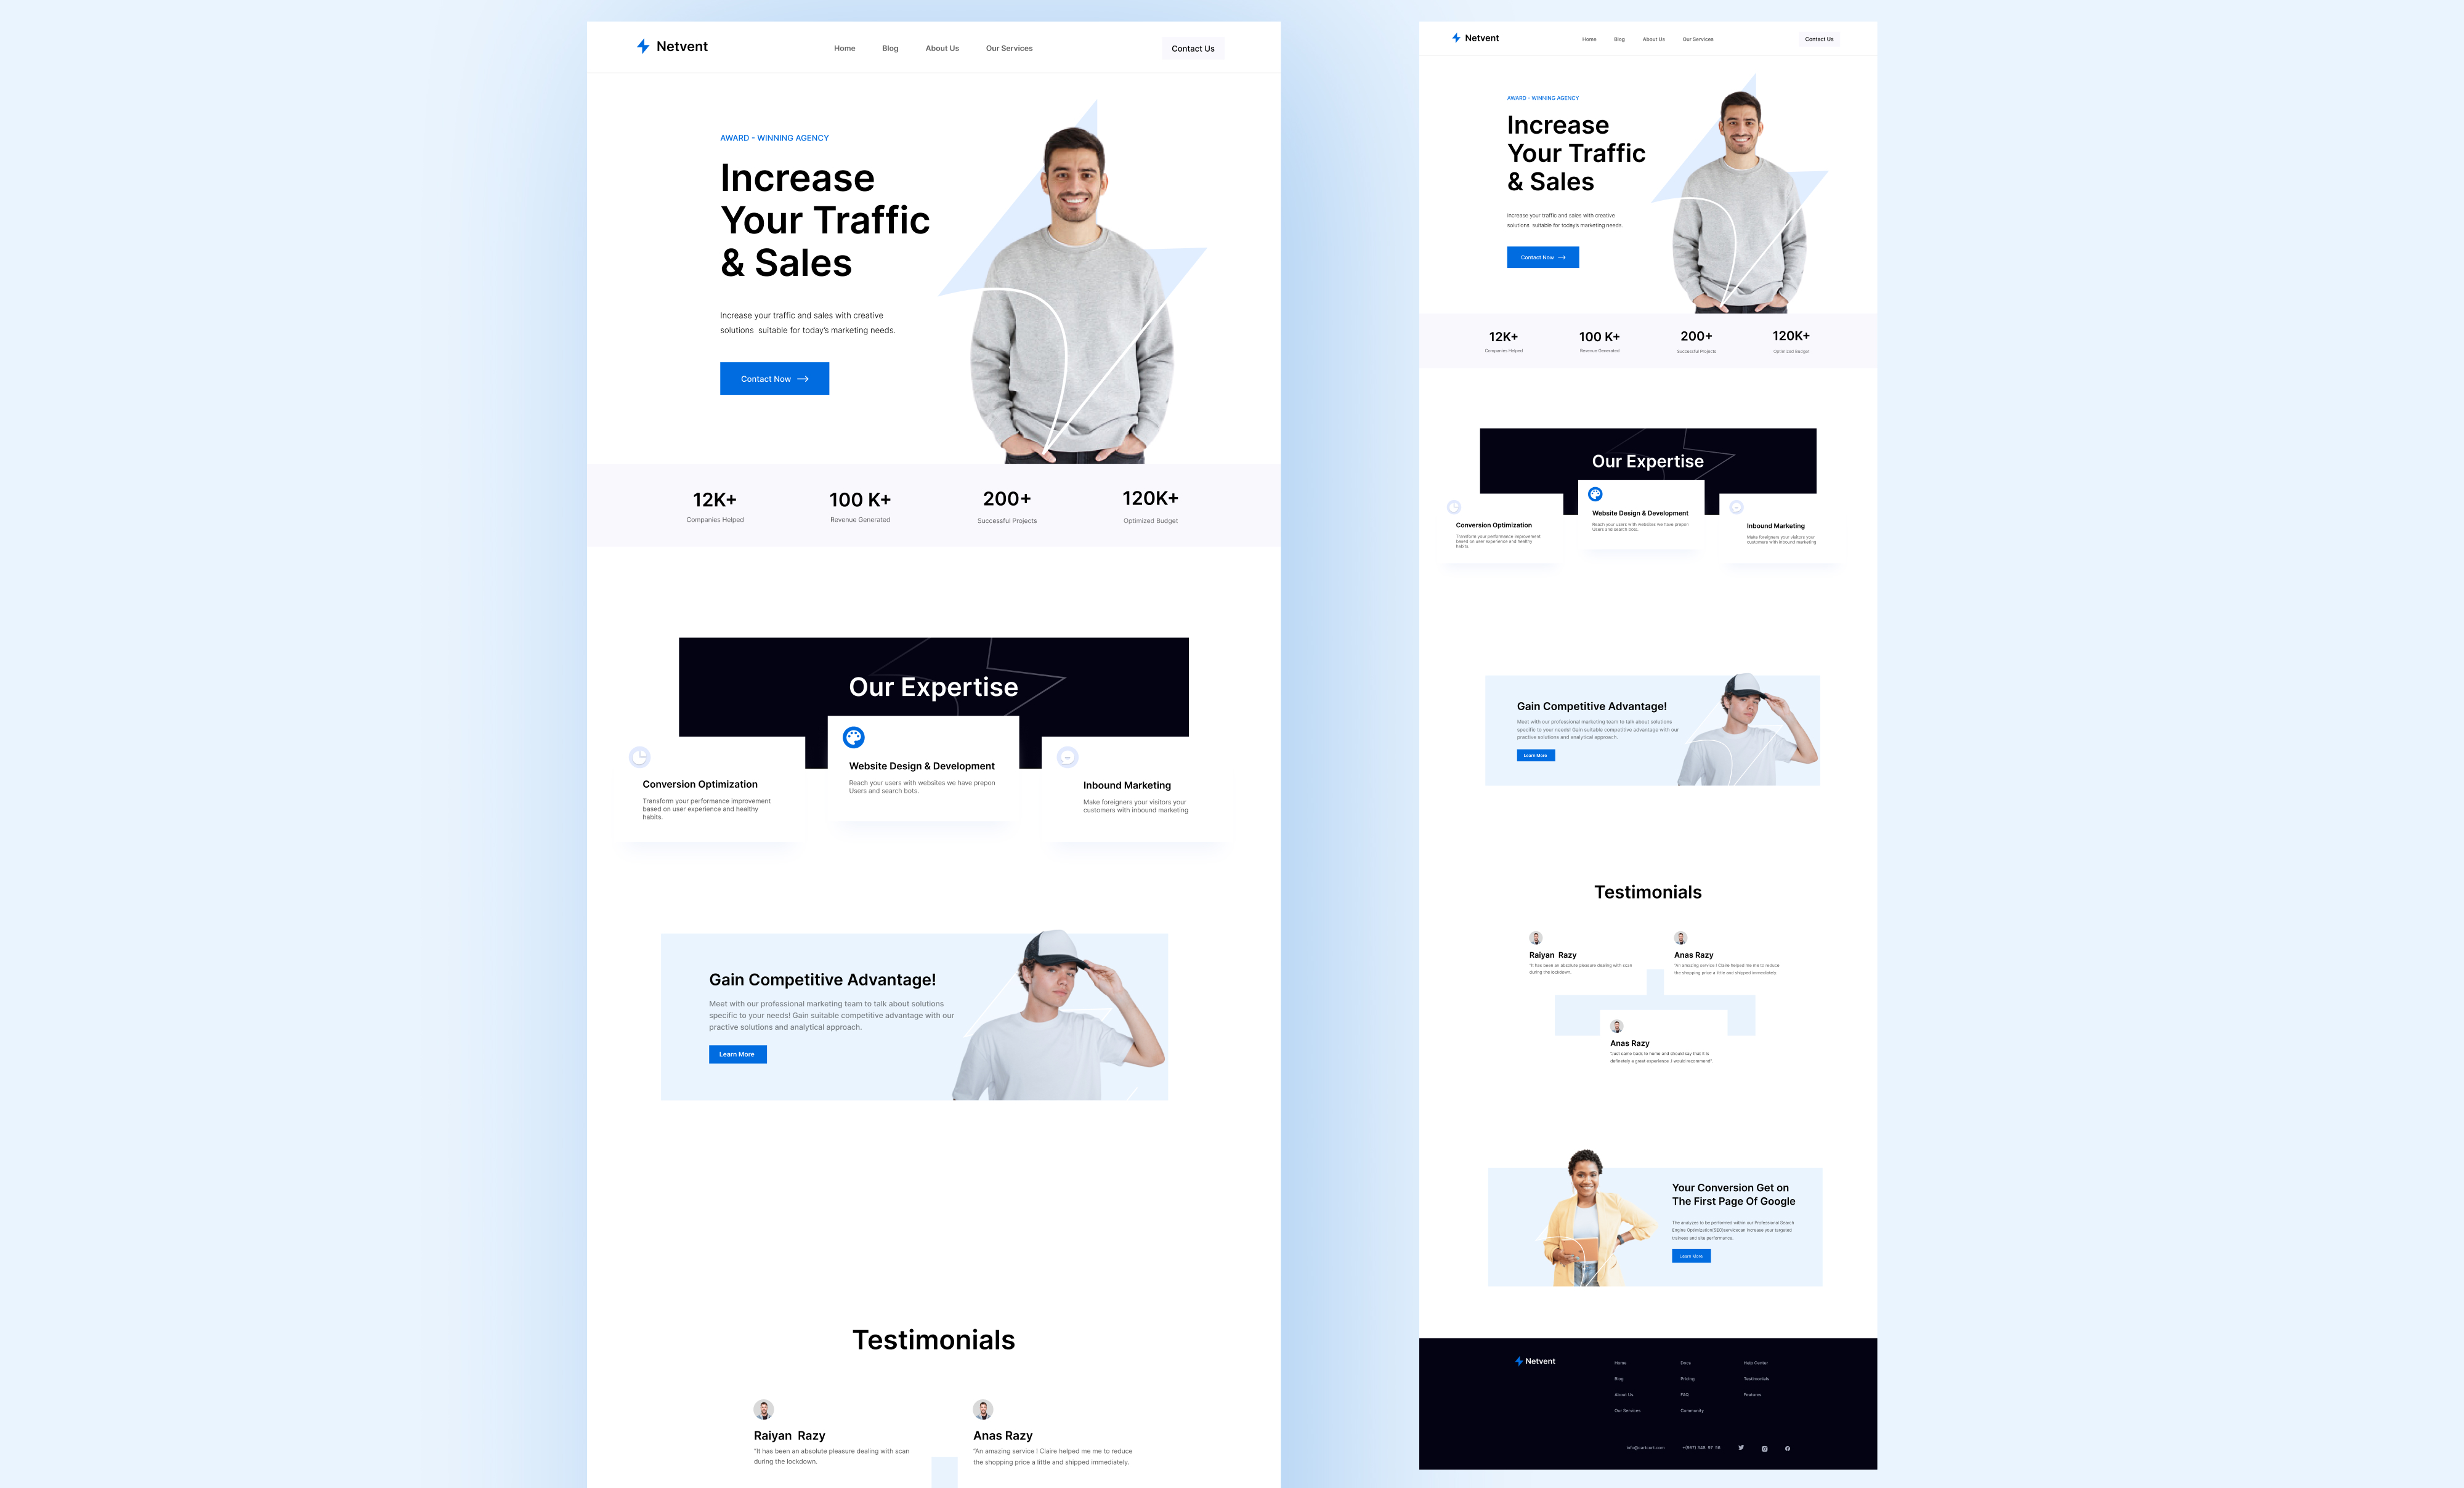 Netvent
Home Blog About Us Our Services
Contact Us
AWARD - WINNING AGENCY
Increase
Your Traffic
& Sales
Increase your traffic and sales with creative
solutions suitable for today's marketing needs.
Contact Now
12K+
Companies Helped
100 K+
Revenue Generated
200+
Successful Projects
120K+
Optimized Budget
Our Expertise
Conversion Optimization
Transform your performance improvement
based on user experience and healthy
habits.
Website Design & Development
Reach your users with websites we have prepon
Users and search bots.
Inbound Marketing
Make foreigners your visitors your
customers with inbound marketing
Gain Competitive Advantage!
Meet with our professional marketing team to talk about solutions
specific to your needs! Gain suitable competitive advantage with our
practive solutions and analytical approach.
Learn More
Testimonials
Raiyan Razy
"It has been an absolute pleasure dealing with scan
during the lockdown.
Anas Razy
"An amazing service ! Claire helped me me to reduce
the shopping price a little and shipped immediately.
Netvent
Home Blog About Us Our Services
Contact Us
AWARD - WINNING AGENCY
Increase
Your Traffic
& Sales
Increase your traffic and sales with creative
solutions suitable for today's marketing needs.
Contact Now
12K+
Companies Helped
100 K+
Revenue Generated
200+
Successful Projects
120K+
Optimized Budget
Our Expertise
Conversion Optimization
Transform your performance improvement
based on user experience and healthy
habits.
Website Design & Development
Reach your users with websites we have prepon
Users and search bots.
Inbound Marketing
Make foreigners your visitors your
customers with inbound marketing
Gain Competitive Advantage!
Meet with our professional marketing team to talk about solutions
specific to your needs! Gain suitable competitive advantage with our
practive solutions and analytical approach.
Learn More
Testimonials
Raiyan Razy
"It has been an absolute pleasure dealing with scan
during the lockdown.
Anas Razy
"An amazing service ! Claire helped me me to reduce
the shopping price a little and shipped immediately.
Anas Razy
"Just came back to home and should say that it is
definately a great experience. I would recommend".
Your Conversion Get on
The First Page Of Google
The analyzes to be performed within our Professional Search
Engine Optimization(SEO)servicescan increase your targeted
trainees and site performance.
Learn More
Netvent
Home Docs Help Center
Blog Pricing Testimonials
About Us FAQ Features
Our Services Community
info@cartcurt.com +(997) 348 97 56